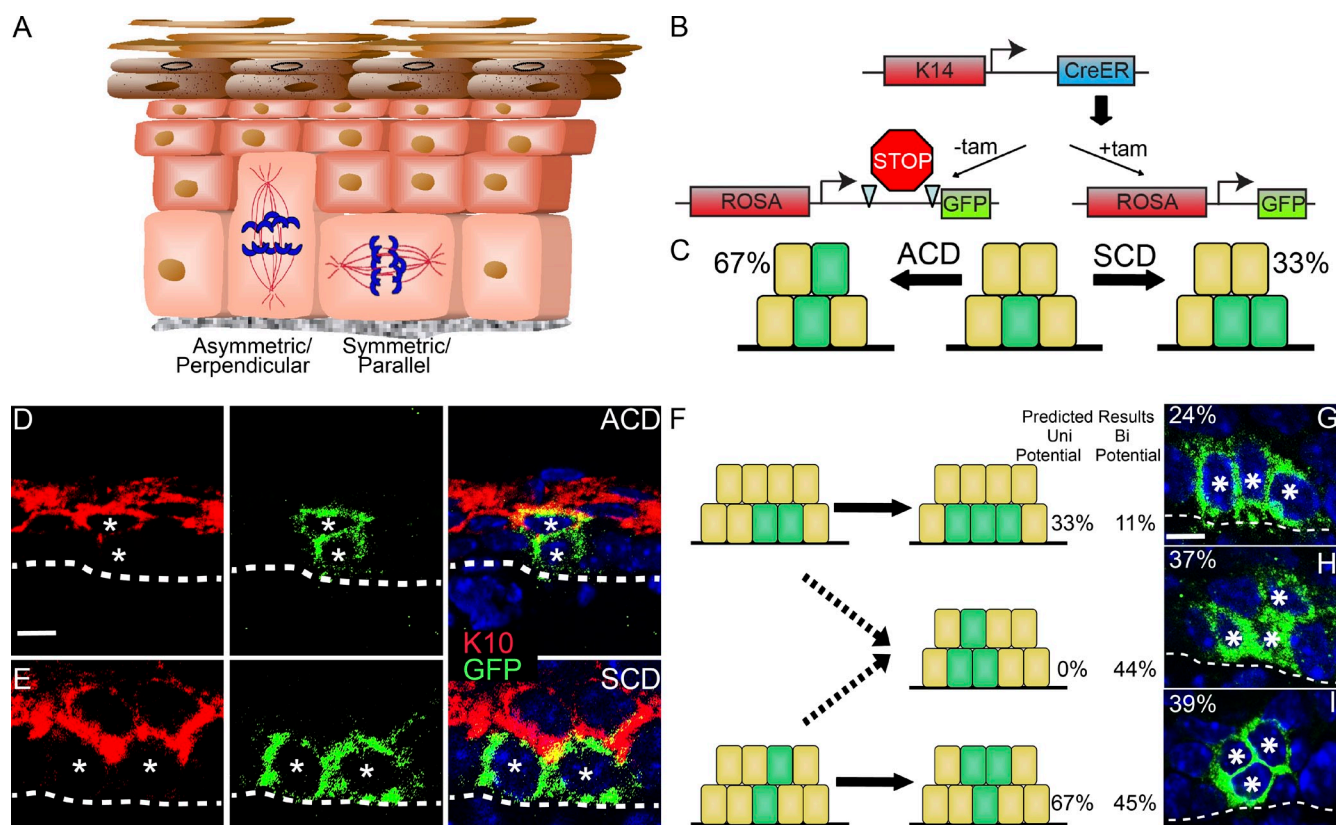 A
Asymmetric/
Perpendicular
Symmetric/
Parallel
B
K14
CreER
-tam
+tam
STOP
ROSA
GFP
ROSA
GFP
C
67%
ACD
SCD
33%
D
ACD
K10
GFP
E
SCD
F
Predicted Results
Uni Bi
Potential Potential
33% 11%
0% 44%
67% 45%
24%
G
37%
H
39%
I